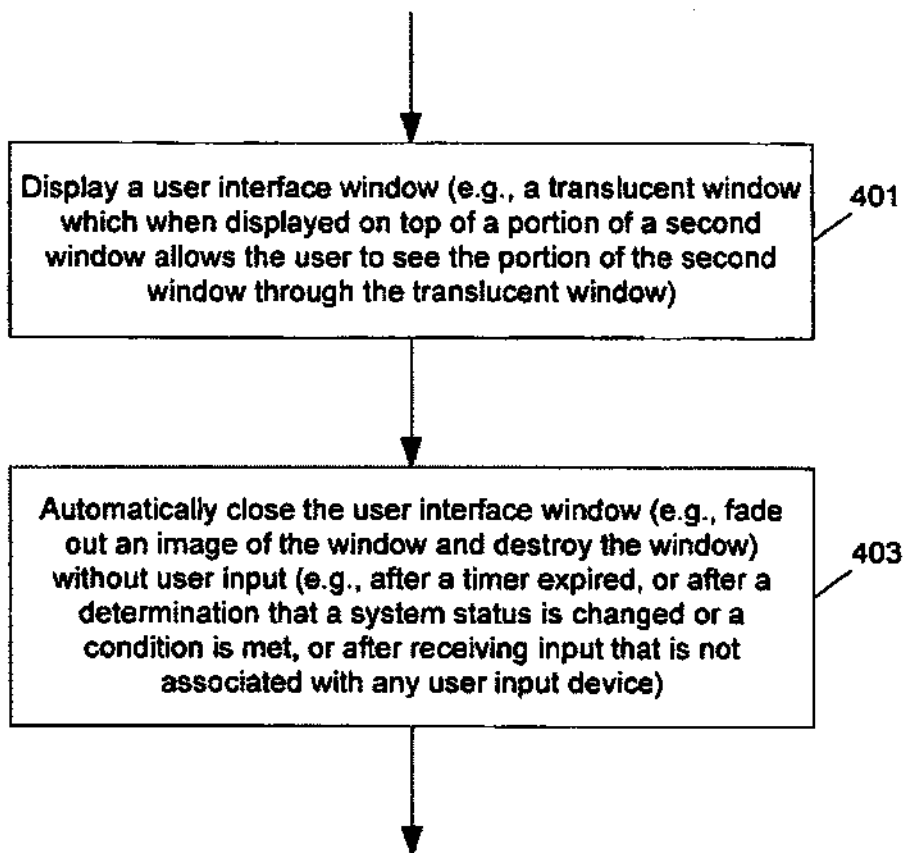 Display a user interface window (e.g., a translucent window
which when displayed on top of a portion of a second
window allows the user to see the portion of the second
window through the translucent window)
401
Automatically close the user interface window (e.g., fade
out an image of the window and destroy the window)
without user input (e.g., after a timer expired, or after a
determination that a system status is changed or a
condition is met, or after receiving input that is not
associated with any user input device)
403